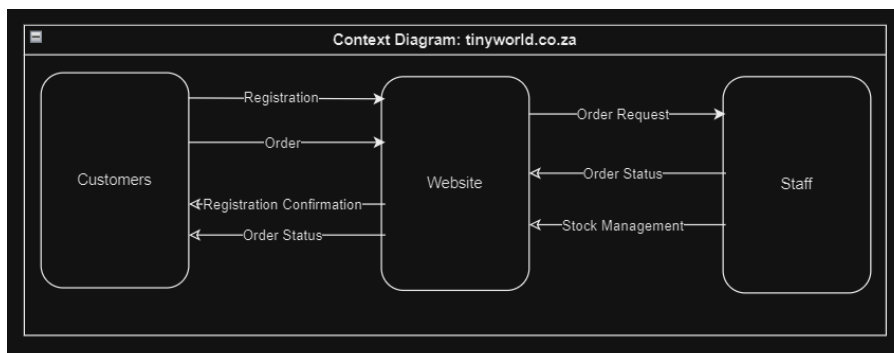 Context Diagram: tinyworld.co.za
Customers
Registration
Order
Registration Confirmation
Order Status
Website
Order Request
Order Status
Stock Management
Staff